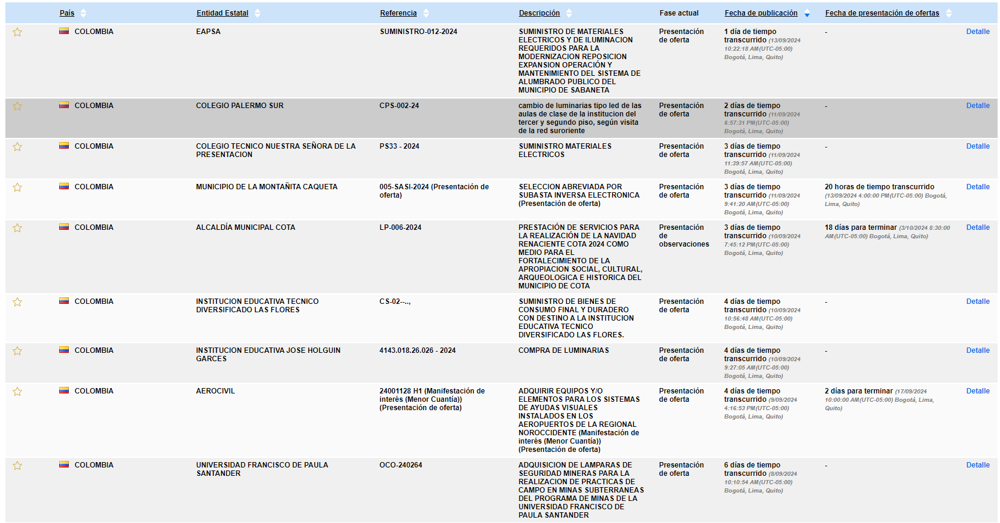 País Entidad Estatal Referencia Descripción Fase actual Fecha de publicación Fecha de presentación de ofertas
COLOMBIA EAPSA SUMINISTRO-012-2024 SUMINISTRO DE MATERIALES Presentación 1 día de tiempo - Detalle
ELECTRICOS Y DE ILUMINACION de oferta transcurrido (13/09/2024
REQUERIDOS PARA LA 10:22:18 AM(UTC-05:00)
MODERNIZACION REPOSICION Bogotá, Lima, Quito)
EXPANSION OPERACIÓN Y
MANTENIMIENTO DEL SISTEMA DE
ALUMBRADO PUBLICO DEL
MUNICIPIO DE SABANETA
COLOMBIA COLEGIO PALERMO SUR CPS-002-24 cambio de luminarias tipo led de las Presentación 2 días de tiempo - Detalle
aulas de clase de la institucion del de oferta transcurrido (11/09/2024
tercer y segundo piso, según visita 6:57:31 PM(UTC-05:00)
de la red suroriente Bogotá, Lima, Quito)
COLOMBIA COLEGIO TECNICO NUESTRA SEÑORA DE LA PS33 - 2024 SUMINISTRO MATERIALES Presentación 3 días de tiempo - Detalle
PRESENTACION ELECTRICOS de oferta transcurrido (11/09/2024
11:39:57 AM(UTC-05:00)
Bogotá, Lima, Quito)
COLOMBIA MUNICIPIO DE LA MONTAÑITA CAQUETA 005-SASI-2024 (Presentación de SELECCION ABREVIADA POR Presentación 3 días de tiempo 20 horas de tiempo transcurrido Detalle
oferta) SUBASTA INVERSA ELECTRONICA de oferta transcurrido (11/09/2024 (13/09/2024 4:00:00 PM(UTC-05:00) Bogotá,
(Presentación de oferta) 9:41:20 AM(UTC-05:00) Lima, Quito)
Bogotá, Lima, Quito)
COLOMBIA ALCALDÍA MUNICIPAL COTA LP-006-2024 PRESTACIÓN DE SERVICIOS PARA Presentación 3 días de tiempo 18 días para terminar (3/10/2024 8:30:00 Detalle
LA REALIZACIÓN DE LA NAVIDAD de transcurrido (10/09/2024 AM(UTC-05:00) Bogotá, Lima, Quito)
RENACIENTE COTA 2024 COMO observaciones 7:45:12 PM(UTC-05:00)
MEDIO PARA EL Bogotá, Lima, Quito)
FORTALECIMIENTO DE LA
APROPIACION SOCIAL, CULTURAL,
ARQUEOLOGICA E HISTORICA DEL
MUNICIPIO DE COTA
COLOMBIA INSTITUCION EDUCATIVA TECNICO CS-02--.., SUMINISTRO DE BIENES DE Presentación 4 días de tiempo - Detalle
DIVERSIFICADO LAS FLORES CONSUMO FINAL Y DURADERO de oferta transcurrido (10/09/2024
CON DESTINO A LA INSTITUCION 10:56:48 AM(UTC-05:00)
EDUCATIVA TECNICO Bogotá, Lima, Quito)
DIVERSIFICADO LAS FLORES.
COLOMBIA INSTITUCION EDUCATIVA JOSE HOLGUIN 4143.018.26.026 - 2024 COMPRA DE LUMINARIAS Presentación 4 días de tiempo - Detalle
GARCES de oferta transcurrido (10/09/2024
9:27:05 AM(UTC-05:00)
Bogotá, Lima, Quito)
COLOMBIA AEROCIVIL 24001128 H1 (Manifestación de ADQUIRIR EQUIPOS Y/O Presentación 4 días de tiempo 2 días para terminar (17/09/2024 Detalle
interés (Menor Cuantía)) ELEMENTOS PARA LOS SISTEMAS de oferta transcurrido (9/09/2024 10:00:00 AM(UTC-05:00) Bogotá, Lima,
(Presentación de oferta) DE AYUDAS VISUALES 4:16:53 PM(UTC-05:00) Quito)
INSTALADOS EN LOS Bogotá, Lima, Quito)
AEROPUERTOS DE LA REGIONAL
NOROCCIDENTE (Manifestación de
interés (Menor Cuantía))
(Presentación de oferta)
COLOMBIA UNIVERSIDAD FRANCISCO DE PAULA OCO-240264 ADQUISICION DE LAMPARAS DE Presentación 6 días de tiempo - Detalle
SANTANDER SEGURIDAD MINERAS PARA LA de oferta transcurrido (8/09/2024
REALIZACION DE PRACTICAS DE 10:10:54 AM(UTC-05:00)
CAMPO EN MINAS SUBTERRANEAS Bogotá, Lima, Quito)
DEL PROGRAMA DE MINAS DE LA
UNIVERSIDAD FRANCISCO DE
PAULA SANTANDER